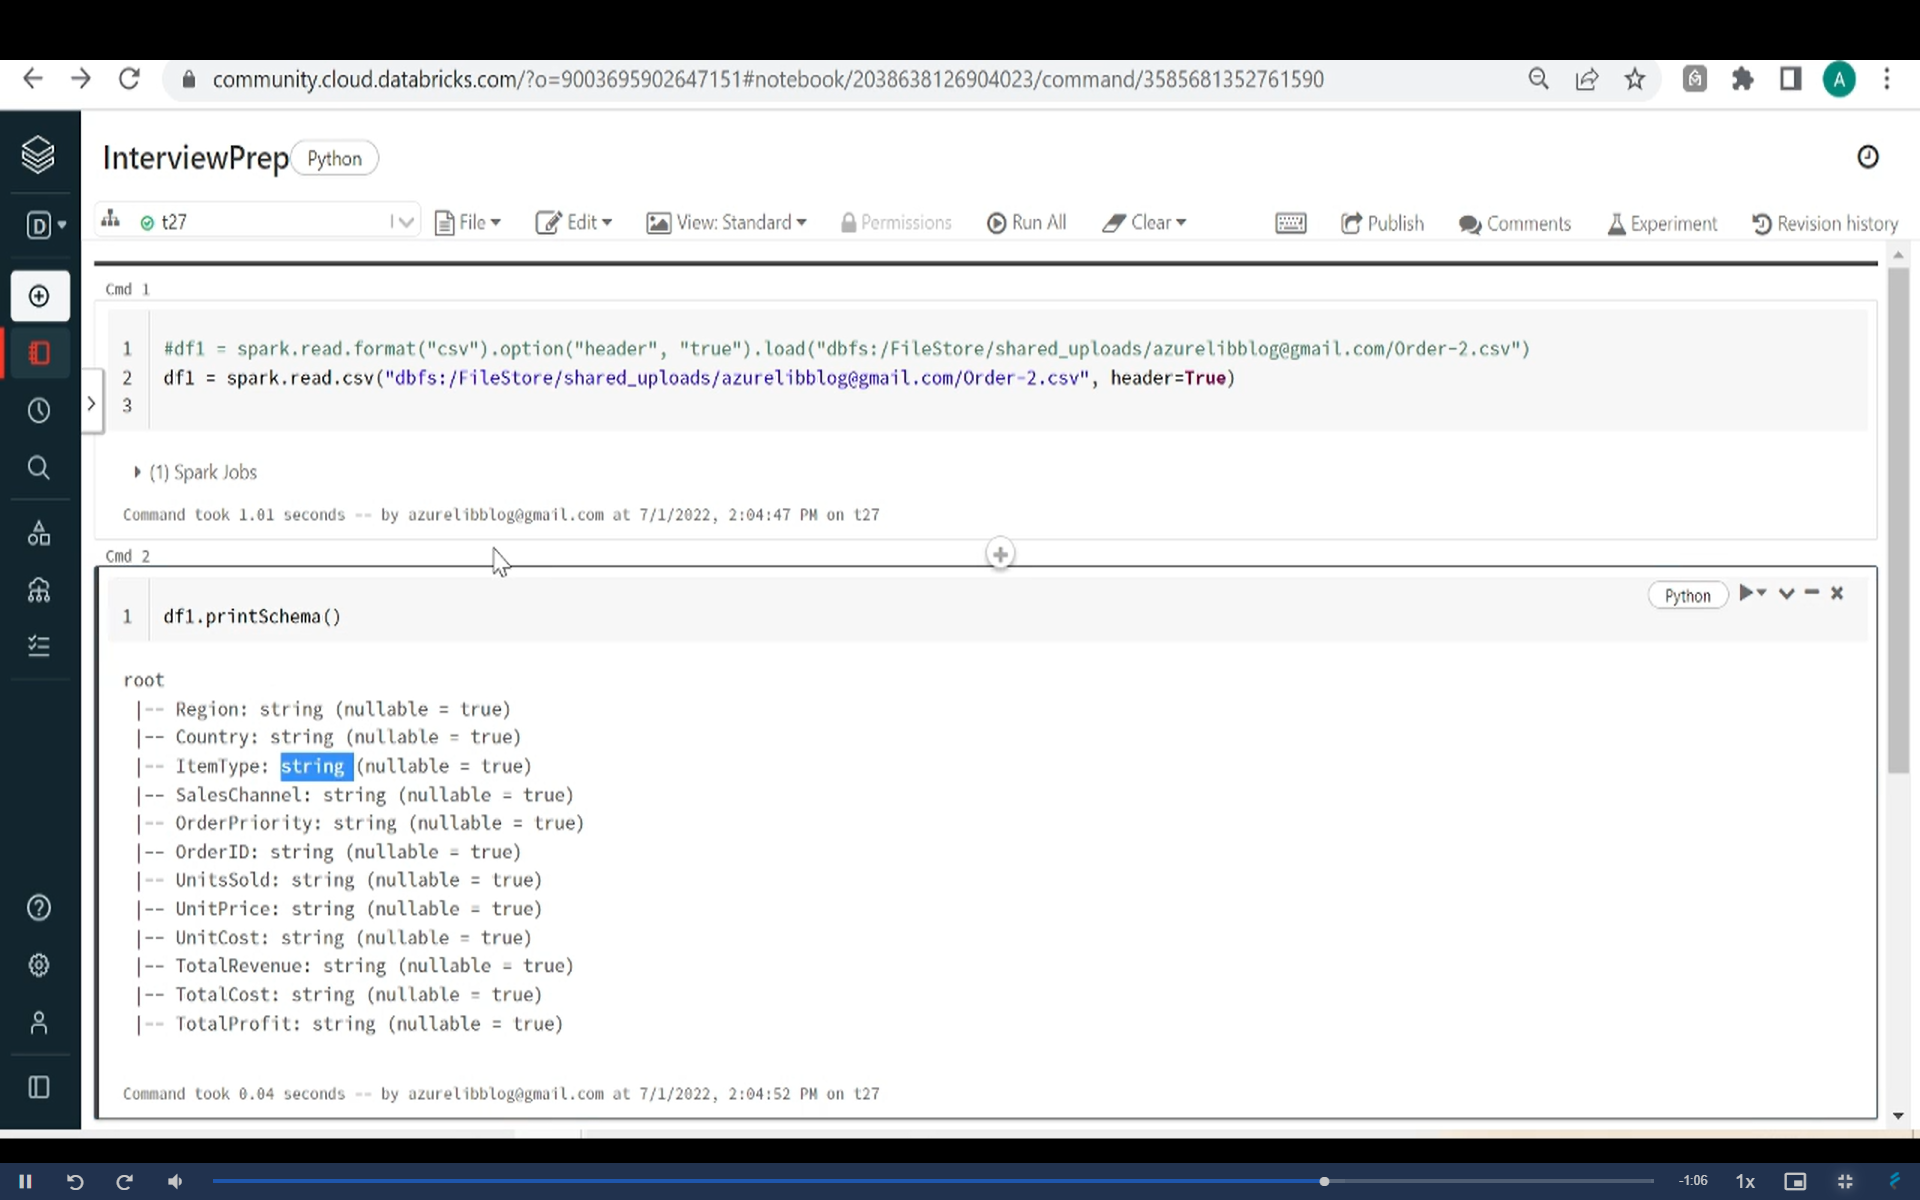 community.cloud.databricks.com/?o=9003695902647151#notebook/2038638126904023/command/3585681352761590
A
InterviewPrep Python
D
t27 File Edit View: Standard Permissions Run All Clear Publish Comments Experiment Revision history
Cmd 1
1 #df1 = spark.read.format("csv").option("header", "true").load("dbfs:/FileStore/shared_uploads/azurelibblog@gmail.com/Order-2.csv")
2 df1 = spark.read.csv("dbfs:/FileStore/shared_uploads/azurelibblog@gmail.com/Order-2.csv", header=True)
3
(1) Spark Jobs
Command took 1.01 seconds -- by azurelibblog@gmail.com at 7/1/2022, 2:04:47 PM on t27
Cmd 2
Python
1 df1.printSchema()
root
|-- Region: string (nullable = true)
|-- Country: string (nullable = true)
|-- ItemType: string (nullable = true)
|-- SalesChannel: string (nullable = true)
|-- OrderPriority: string (nullable = true)
|-- OrderID: string (nullable = true)
|-- UnitsSold: string (nullable = true)
|-- UnitPrice: string (nullable = true)
|-- UnitCost: string (nullable = true)
|-- TotalRevenue: string (nullable = true)
|-- TotalCost: string (nullable = true)
|-- TotalProfit: string (nullable = true)
Command took 0.04 seconds -- by azurelibblog@gmail.com at 7/1/2022, 2:04:52 PM on t27
-1:06 1x